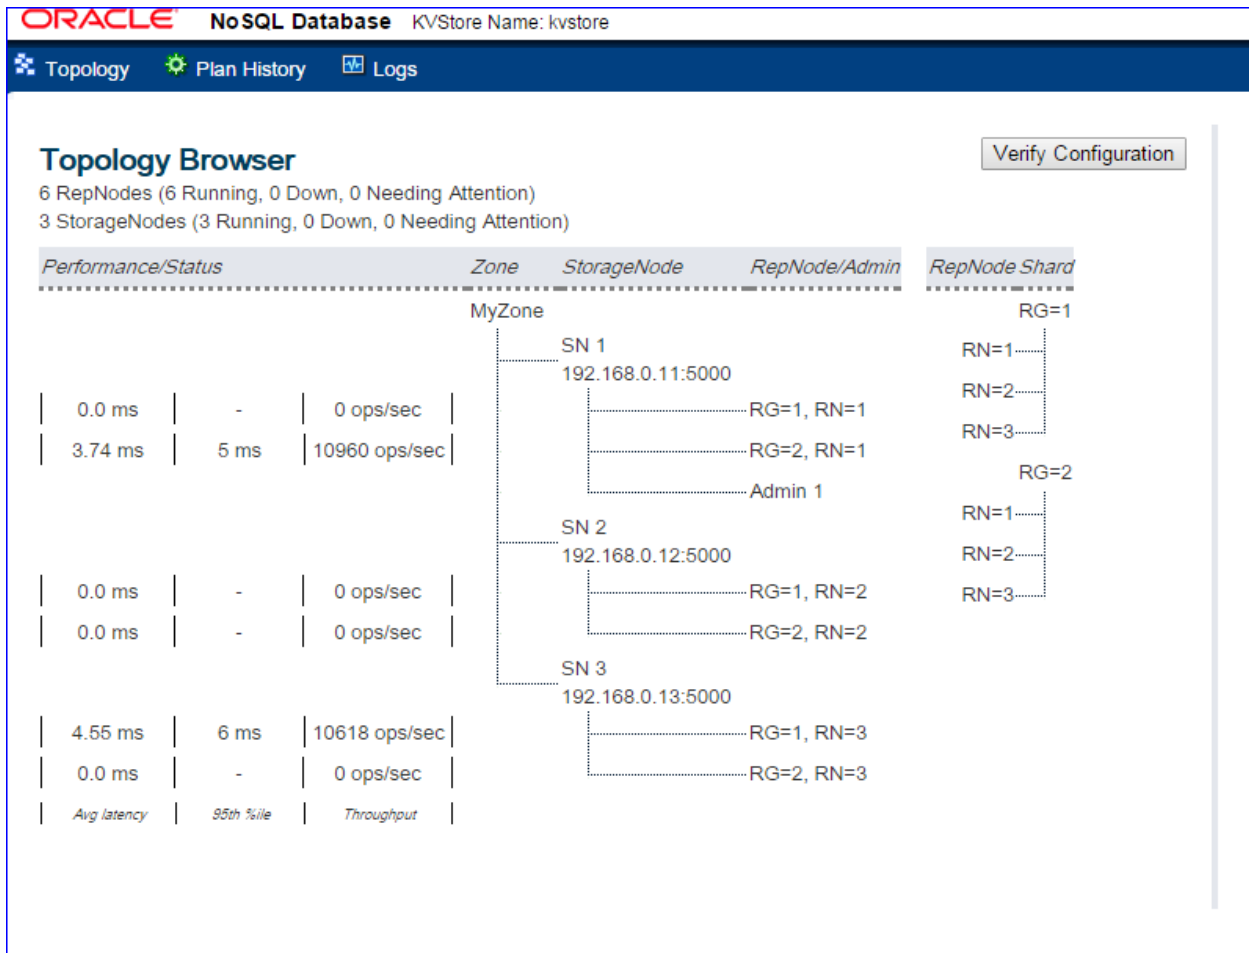 ORACLE NoSQL Database KVStore Name: kvstore
Topology Plan History Logs
Topology Browser Verify Configuration
6 RepNodes (6 Running, 0 Down, 0 Needing Attention)
3 StorageNodes (3 Running, 0 Down, 0 Needing Attention)
Performance/Status Zone StorageNode RepNode/Admin RepNode Shard
MyZone RG=1
SN 1 RN=1
192.168.0.11:5000
RN=2
0.0 ms - 0 ops/sec RG=1, RN=1
RN=3
3.74 ms 5 ms 10960 ops/sec RG=2, RN=1
RG=2
Admin 1
RN=1
SN 2
192.168.0.12:5000 RN=2
0.0 ms - 0 ops/sec RG=1, RN=2 RN=3
0.0 ms - 0 ops/sec RG=2, RN=2
SN 3
192.168.0.13:5000
4.55 ms 6 ms 10618 ops/sec RG=1, RN=3
0.0 ms - 0 ops/sec RG=2, RN=3
Avg latency 95th %ile Throughput